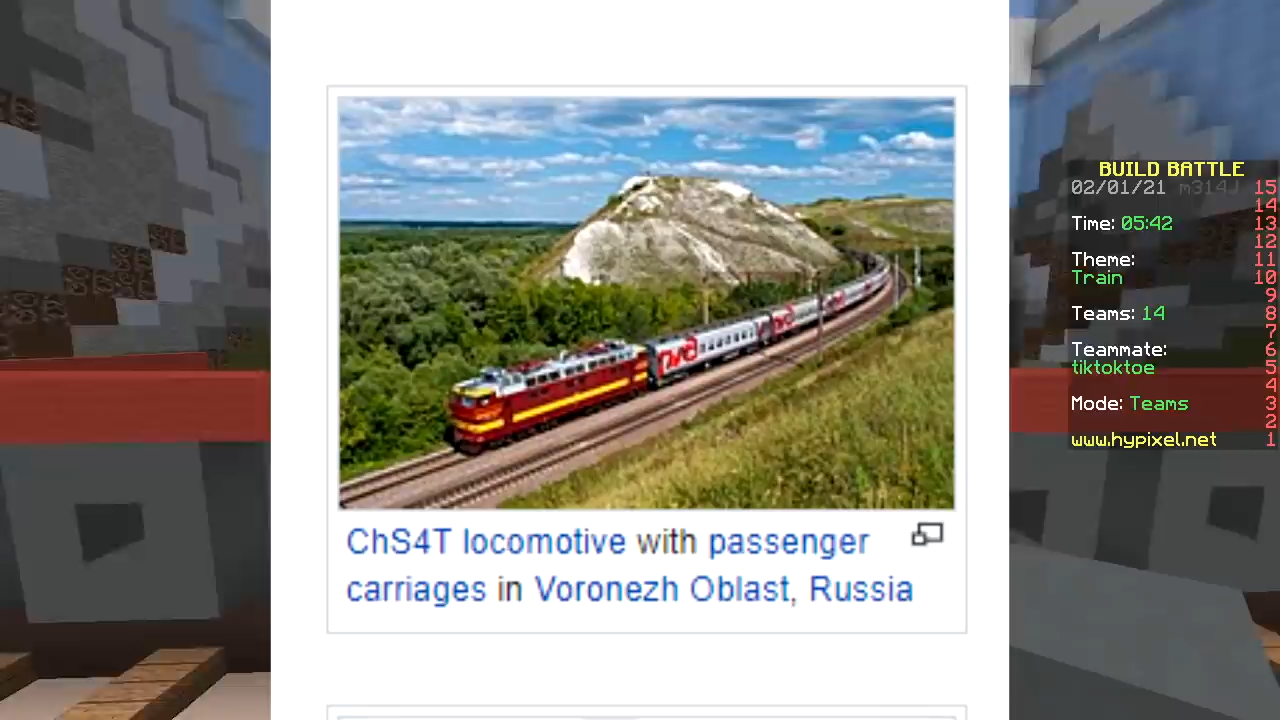 ChS4T locomotive with passenger
carriages in Voronezh Oblast, Russia
BUILD BATTLE
02/01/21 m314J 15
14
Time: 05:42 13
12
Theme: 11
Train 10
9
Teams: 14 8
7
Teammate: 6
tiktoktoe 5
4
Mode: Teams 3
2
www.hypixel.net 1